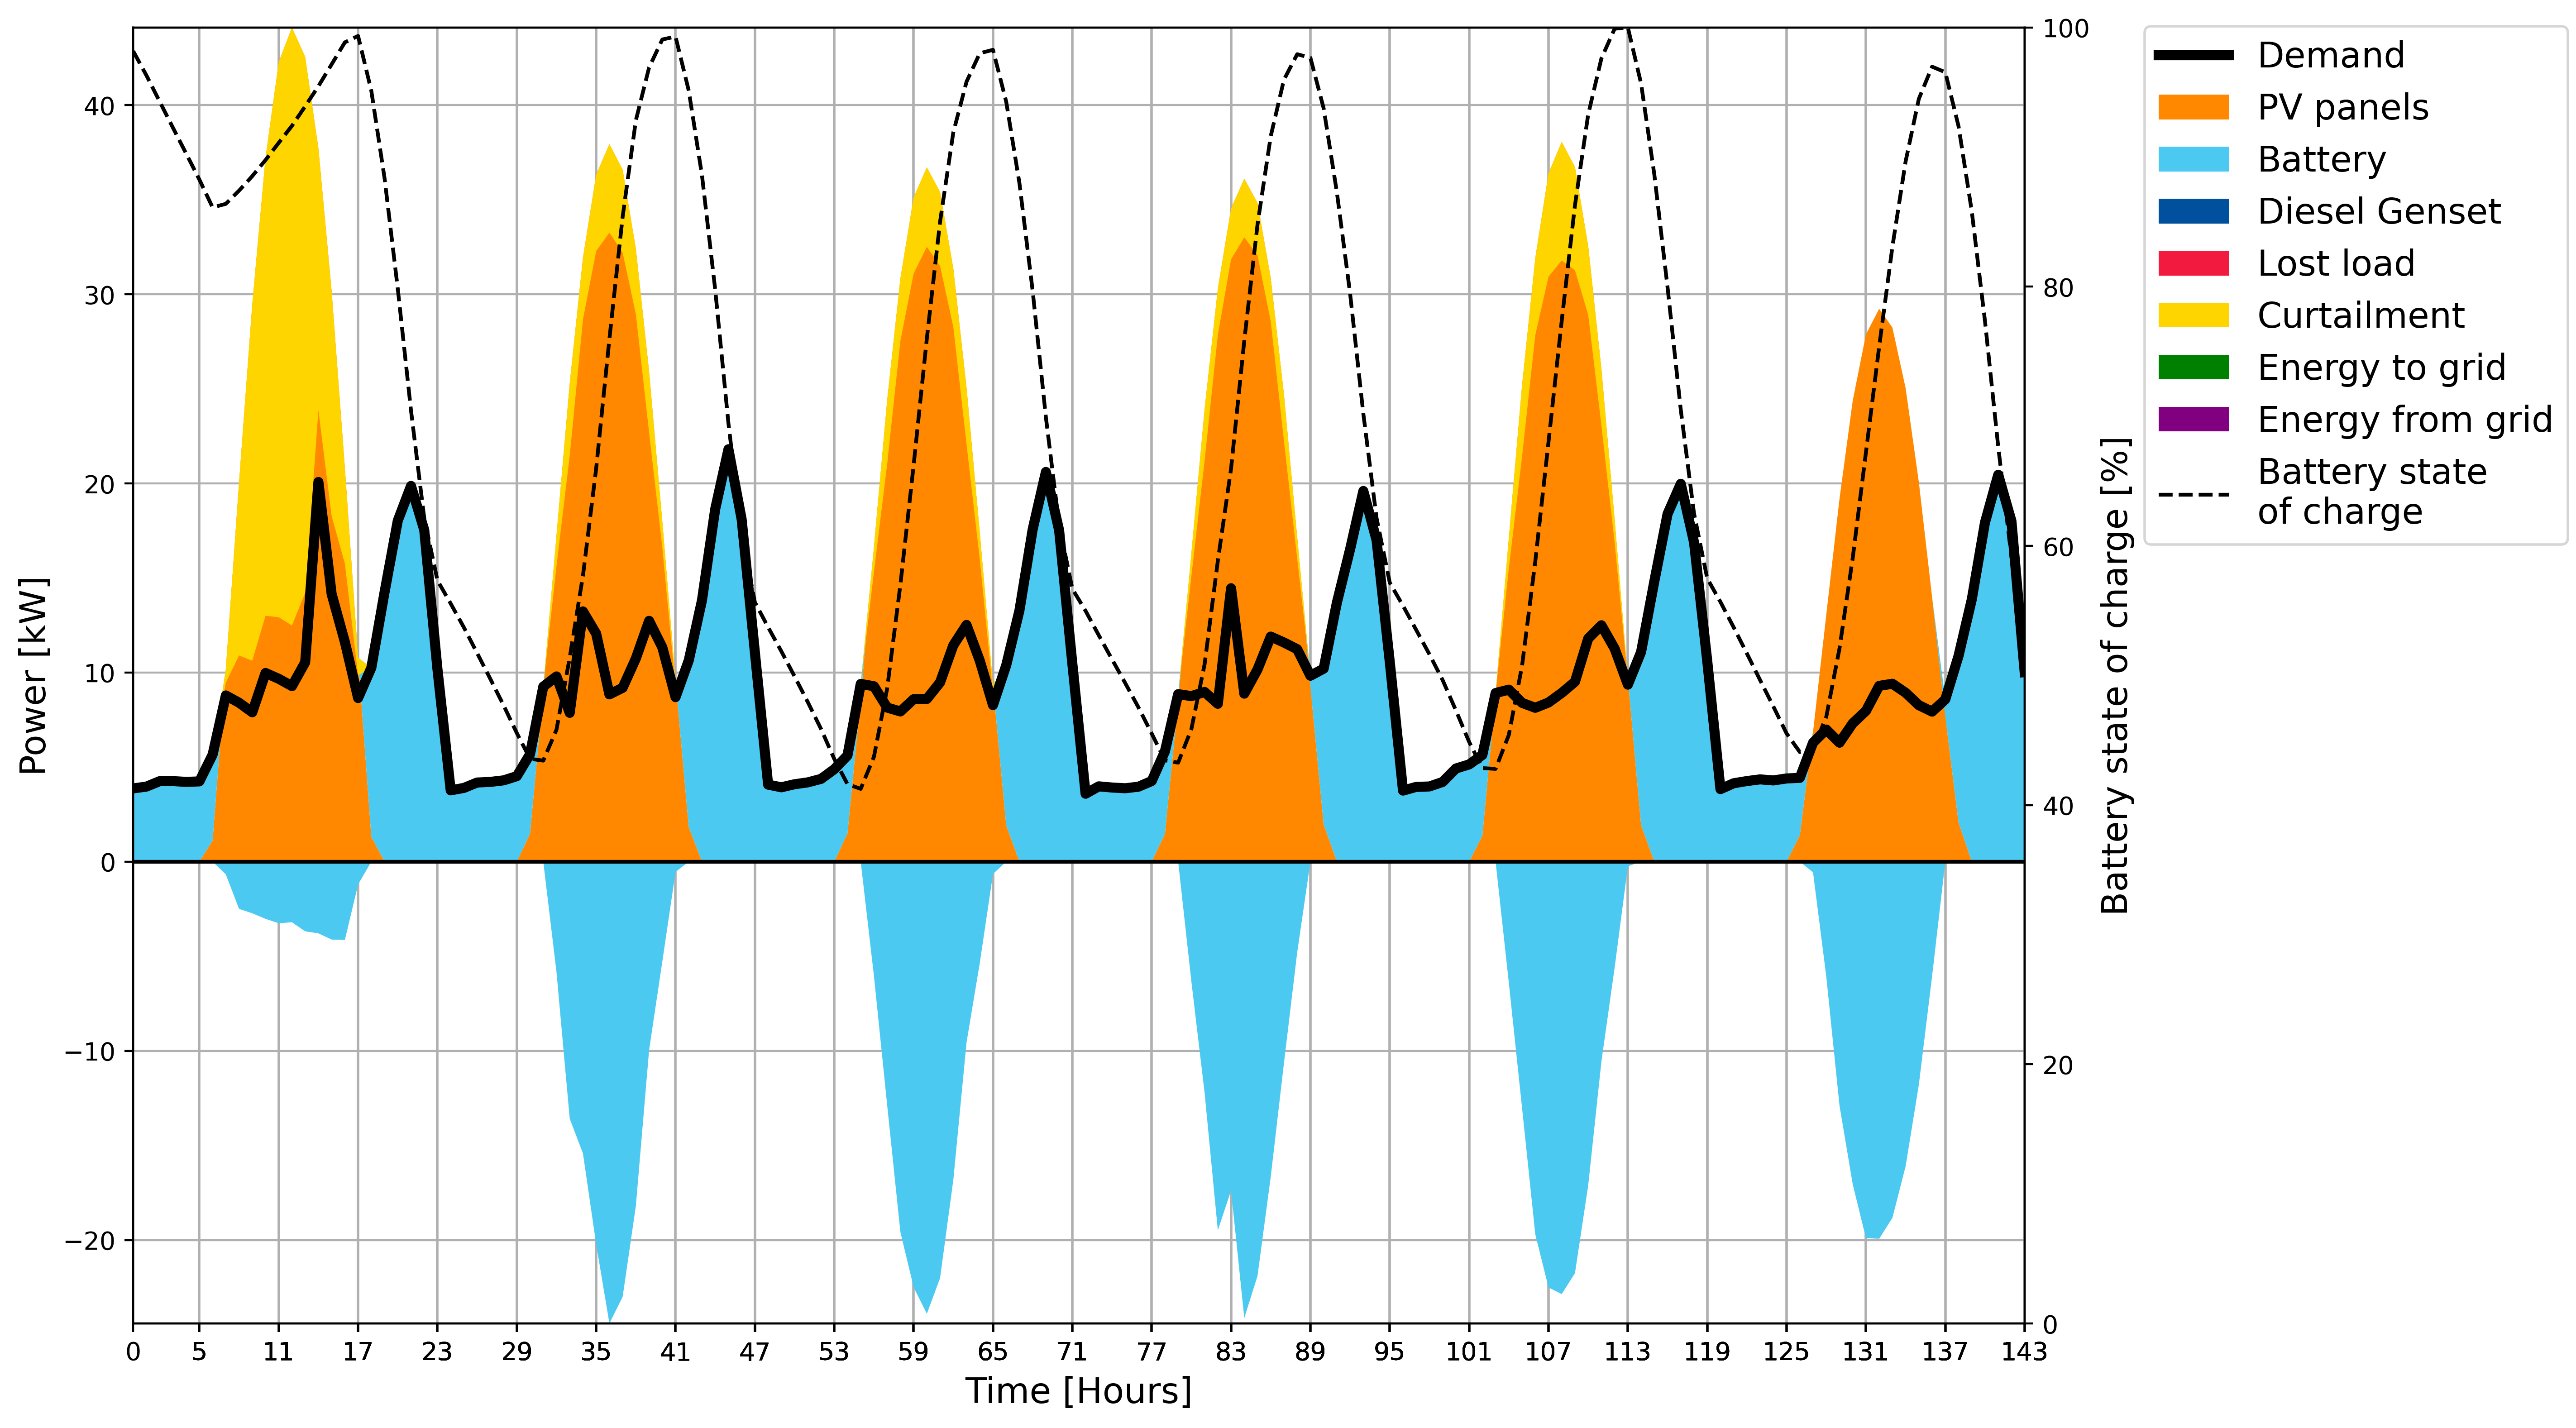 Power [kW]
40
30
20
10
0
−10
−20
0 5 11 17 23 29 35 41 47 53 59 65 71 77 83 89 95 101 107 113 119 125 131 137 143
Time [Hours]
100
80
60
40
20
0
Battery state of charge [%]
Demand
PV panels
Battery
Diesel Genset
Lost load
Curtailment
Energy to grid
Energy from grid
Battery state
of charge